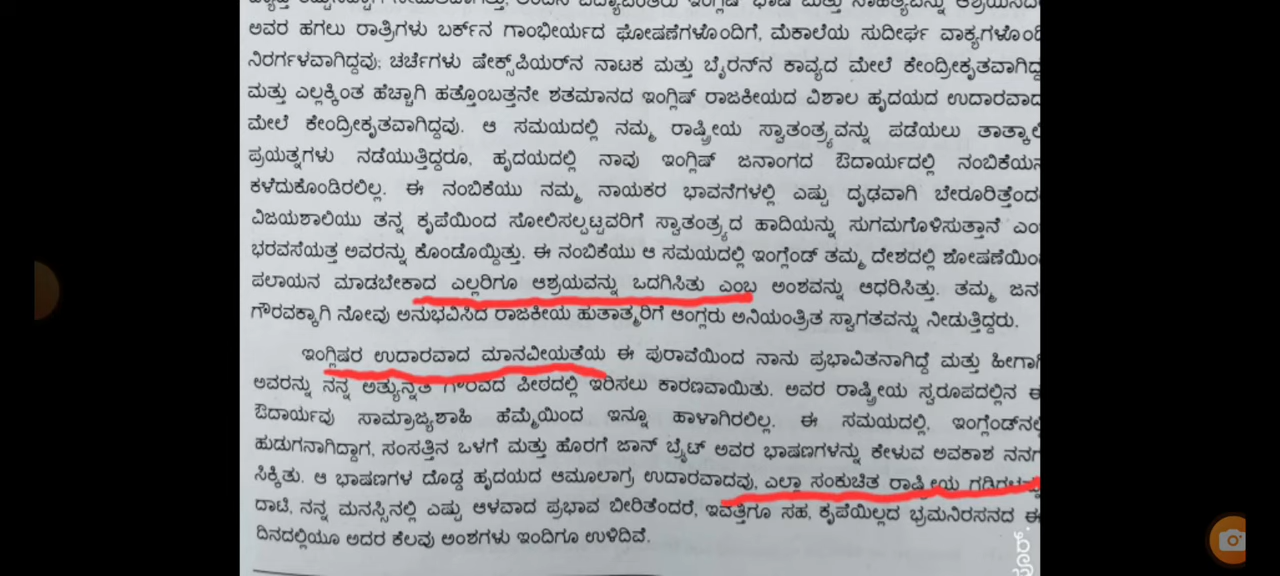 ಅವರ ಹಗಲು ರಾತ್ರಿಗಳು ಬರ್ಕ್‌ನ ಗಾಂಭೀರ್ಯದ ಘೋಷಣೆಗಳೊಂದಿಗೆ, ಮೆಕಾಲೆಯ ಸುದೀರ್ಘ ವಾಕ್ಯಗಳೊಂದಿ
ನಿರರ್ಗಳವಾಗಿದ್ದವು; ಚರ್ಚೆಗಳು ಷೇಕ್ಸ್‌ಪಿಯರ್‌ನ ನಾಟಕ ಮತ್ತು ಬೈರನ್‌ನ ಕಾವ್ಯದ ಮೇಲೆ ಕೇಂದ್ರೀಕೃತವಾಗಿದ್ದ
ಮತ್ತು ಎಲ್ಲಕ್ಕಿಂತ ಹೆಚ್ಚಾಗಿ ಹತ್ತೊಂಬತ್ತನೇ ಶತಮಾನದ ಇಂಗ್ಲಿಷ್ ರಾಜಕೀಯದ ವಿಶಾಲ ಹೃದಯದ ಉದಾರವಾದ
ಮೇಲೆ ಕೇಂದ್ರೀಕೃತವಾಗಿದ್ದವು. ಆ ಸಮಯದಲ್ಲಿ ನಮ್ಮ ರಾಷ್ಟ್ರೀಯ ಸ್ವಾತಂತ್ರ್ಯವನ್ನು ಪಡೆಯಲು ತಾತ್ಕಾಲಿ
ಪ್ರಯತ್ನಗಳು ನಡೆಯುತ್ತಿದ್ದರೂ, ಹೃದಯದಲ್ಲಿ ನಾವು ಇಂಗ್ಲಿಷ್ ಜನಾಂಗದ ಔದಾರ್ಯದಲ್ಲಿ ನಂಬಿಕೆಯನ
ಕಳೆದುಕೊಂಡಿರಲಿಲ್ಲ. ಈ ನಂಬಿಕೆಯು ನಮ್ಮ ನಾಯಕರ ಭಾವನೆಗಳಲ್ಲಿ ಎಷ್ಟು ದೃಢವಾಗಿ ಬೇರೂರಿತ್ತೆಂದ
ವಿಜಯಶಾಲಿಯು ತನ್ನ ಕೃಪೆಯಿಂದ ಸೋಲಿಸಲ್ಪಟ್ಟವರಿಗೆ ಸ್ವಾತಂತ್ರ್ಯದ ಹಾದಿಯನ್ನು ಸುಗಮಗೊಳಿಸುತ್ತಾನೆ ಎಂ
ಭರವಸೆಯತ್ತ ಅವರನ್ನು ಕೊಂಡೊಯ್ದಿತ್ತು. ಈ ನಂಬಿಕೆಯು ಆ ಸಮಯದಲ್ಲಿ ಇಂಗ್ಲೆಂಡ್ ತಮ್ಮ ದೇಶದಲ್ಲಿ ಶೋಷಣೆಯಿಂ
ಪಲಾಯನ ಮಾಡಬೇಕಾದ ಎಲ್ಲರಿಗೂ ಆಶ್ರಯವನ್ನು ಒದಗಿಸಿತು ಎಂಬ ಅಂಶವನ್ನು ಆಧರಿಸಿತ್ತು. ತಮ್ಮ ಜನ
ಗೌರವಕ್ಕಾಗಿ ನೋವು ಅನುಭವಿಸಿದ ರಾಜಕೀಯ ಹುತಾತ್ಮರಿಗೆ ಆಂಗ್ಲರು ಅನಿಯಂತ್ರಿತ ಸ್ವಾಗತವನ್ನು ನೀಡುತ್ತಿದ್ದರು.
ಇಂಗ್ಲಿಷರ ಉದಾರವಾದ ಮಾನವೀಯತೆಯ ಈ ಪುರಾವೆಯಿಂದ ನಾನು ಪ್ರಭಾವಿತನಾಗಿದ್ದೆ ಮತ್ತು ಹೀಗಾಗಿ
ಅವರನ್ನು ನನ್ನ ಅತ್ಯುನ್ನತ ಗೌರವದ ಪೀಠದಲ್ಲಿ ಇರಿಸಲು ಕಾರಣವಾಯಿತು. ಅವರ ರಾಷ್ಟ್ರೀಯ ಸ್ವರೂಪದಲ್ಲಿನ ಈ
ಔದಾರ್ಯವು ಸಾಮ್ರಾಜ್ಯಶಾಹಿ ಹೆಮ್ಮೆಯಿಂದ ಇನ್ನೂ ಹಾಳಾಗಿರಲಿಲ್ಲ. ಈ ಸಮಯದಲ್ಲಿ, ಇಂಗ್ಲೆಂಡ್‌ನಲ್ಲಿ
ಹುಡುಗನಾಗಿದ್ದಾಗ, ಸಂಸತ್ತಿನ ಒಳಗೆ ಮತ್ತು ಹೊರಗೆ ಜಾನ್ ಬ್ರೈಟ್ ಅವರ ಭಾಷಣಗಳನ್ನು ಕೇಳುವ ಅವಕಾಶ ನನಗ
ಸಿಕ್ಕಿತು. ಆ ಭಾಷಣಗಳ ದೊಡ್ಡ ಹೃದಯದ ಆಮೂಲಾಗ್ರ ಉದಾರವಾದವು, ಎಲ್ಲಾ ಸಂಕುಚಿತ ರಾಷ್ಟ್ರೀಯ ಗಡಿಗಳನ್ನು
ದಾಟಿ, ನನ್ನ ಮನಸ್ಸಿನಲ್ಲಿ ಎಷ್ಟು ಆಳವಾದ ಪ್ರಭಾವ ಬೀರಿತೆಂದರೆ, ಇವತ್ತಿಗೂ ಸಹ, ಕೃಪೆಯಿಲ್ಲದ ಭ್ರಮನಿರಸನದ ಈ
ದಿನದಲ್ಲಿಯೂ ಅದರ ಕೆಲವು ಅಂಶಗಳು ಇಂದಿಗೂ ಉಳಿದಿವೆ.